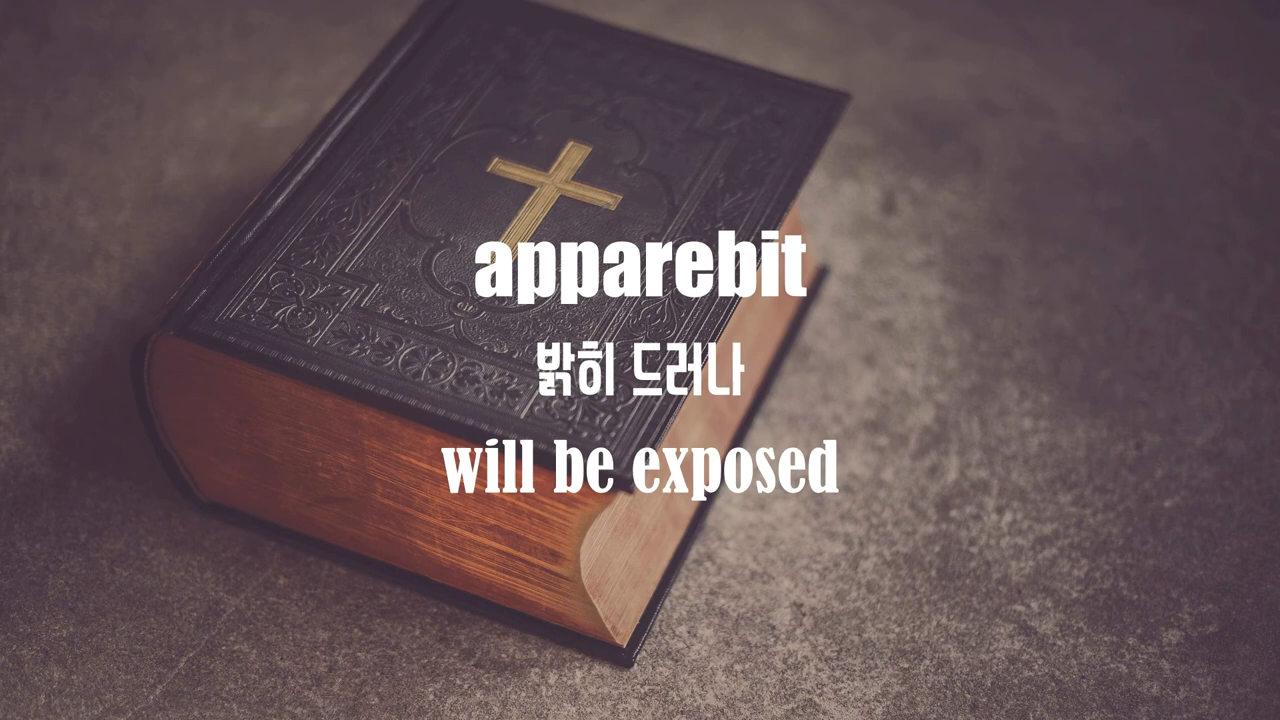 apparebit
밝히 드러나
will be exposed